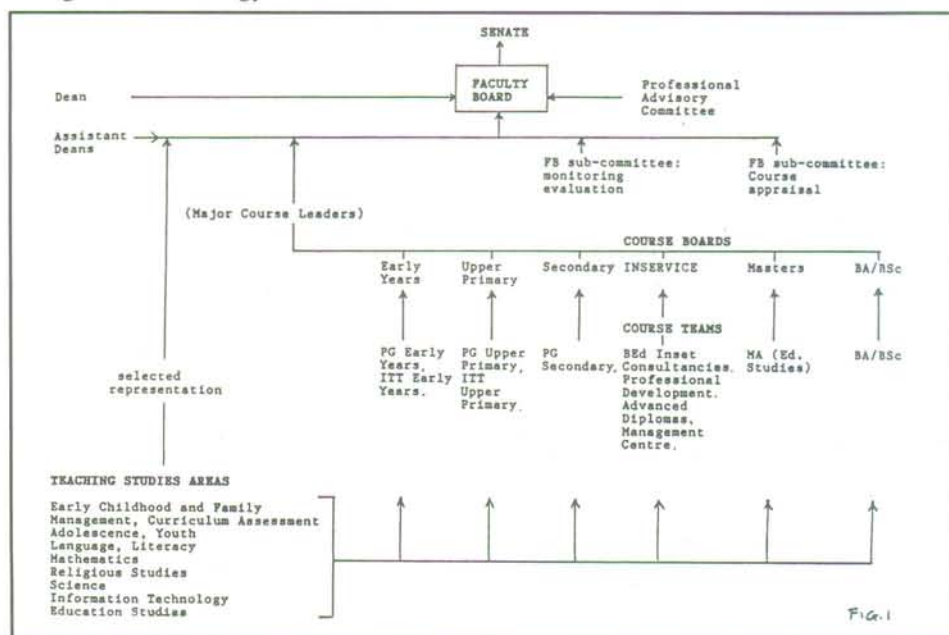 SENATE
FACULTY
BOARD
Dean
Professional
Advisory
Committee
Assistant
Deans
FB sub-committee:
monitoring
evaluation
FB sub-committee:
Course
appraisal
(Major Course Leaders)
COURSE BOARDS
Early
Years
Upper
Primary
Secondary
INSERVICE
Masters
BA/BSc
COURSE TEAMS
PG Early
Years,
ITT Early
Years.
PG Upper
Primary,
ITT
Upper
Primary.
PG
Secondary.
BEd Inset
Consultancies.
Professional
Development.
Advanced
Diplomas,
Management
Centre.
MA (Ed.
Studies)
BA/BSc
selected
representation
TEACHING STUDIES AREAS
Early Childhood and Family
Management, Curriculum Assessment
Adolescence, Youth
Language, Literacy
Mathematics
Religious Studies
Science
Information Technology
Education Studies
FIG.1